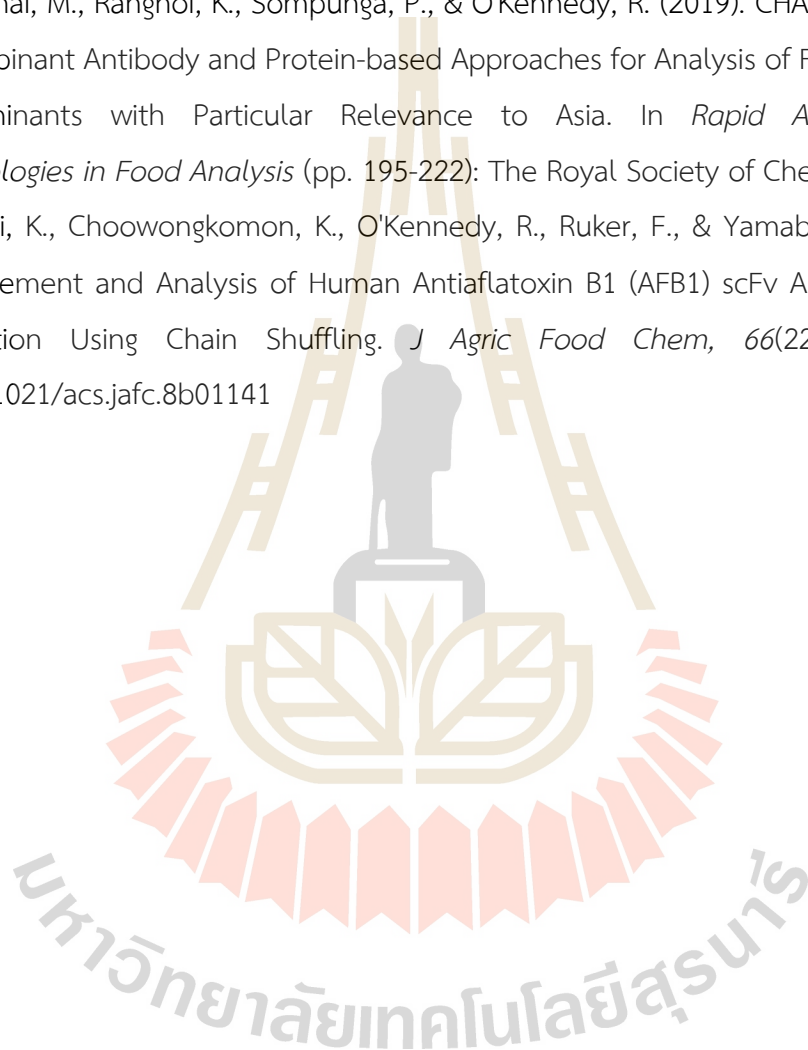 nai, M., Rangnoi, K., Sompunga, P., & O'Kennedy, R. (2019). CHA
binant Antibody and Protein-based Approaches for Analysis of F
ninants with Particular Relevance to Asia. In Rapid A
logies in Food Analysis (pp. 195-222): The Royal Society of Che
i, K., Choowongkomon, K., O'Kennedy, R., Ruker, F., & Yamab
ement and Analysis of Human Antiaflatoxin B1 (AFB1) scFv A
tion Using Chain Shuffling. J Agric Food Chem, 66(22
.021/acs.jafc.8b01141
มหาวิทยาลัยเทคโนโลยีสุรนารี